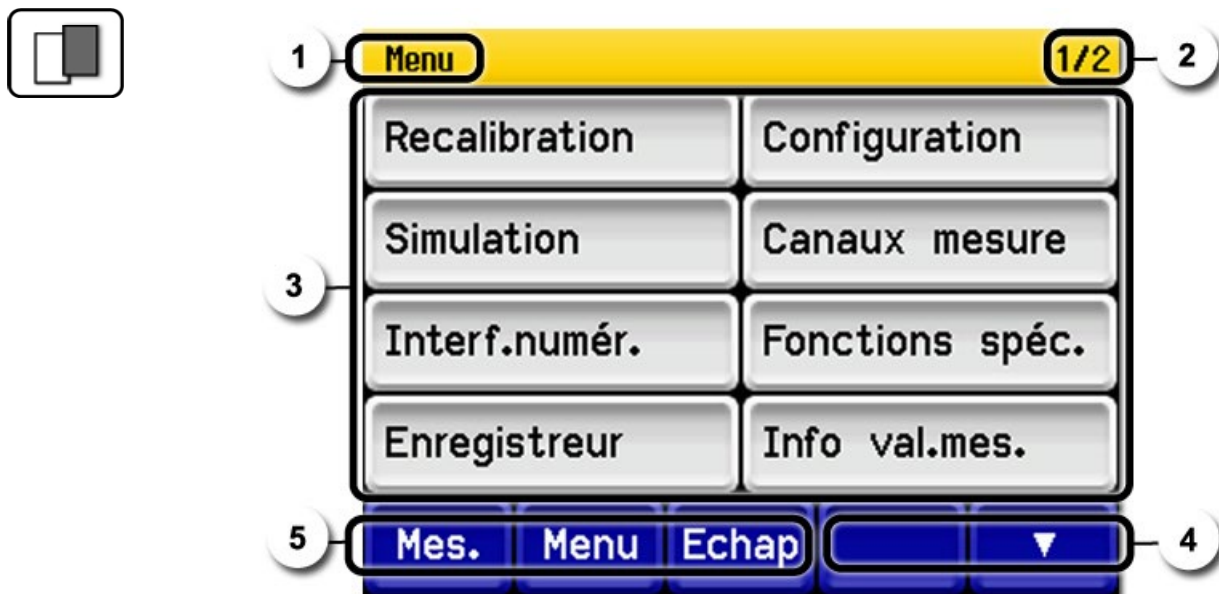 1 Menu 1/2 2
Recalibration Configuration
Simulation Canaux mesure
3
Interf.numér. Fonctions spéc.
Enregistreur Info val.mes.
5 Mes. Menu Echap ▼ 4